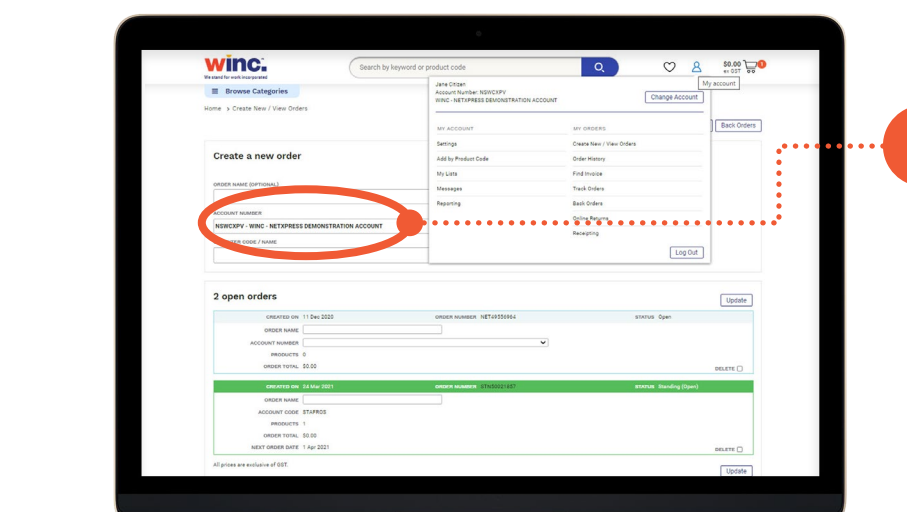 winc.
We stand for work incorporated
Search by keyword or product code
$0.00
ex GST
0
My account
Browse Categories
Home > Create New / View Orders
Jane Citizen
Account Number: NSWCXPV
WINC - NETXPRESS DEMONSTRATION ACCOUNT
Change Account
Back Orders
MY ACCOUNT
MY ORDERS
Settings
Create New / View Orders
Add by Product Code
Order History
My Lists
Find Invoice
Messages
Track Orders
Reporting
Back Orders
Online Returns
Receipting
Log Out
Create a new order
ORDER NAME (OPTIONAL)
ACCOUNT NUMBER
NSWCXPV - WINC - NETXPRESS DEMONSTRATION ACCOUNT
CODE / NAME
2 open orders
Update
CREATED ON 11 Dec 2020 ORDER NUMBER NET49556964 STATUS Open
ORDER NAME
ACCOUNT NUMBER
PRODUCTS 0
ORDER TOTAL $0.00
DELETE
CREATED ON 24 Mar 2021 ORDER NUMBER STNS0021657 STATUS Standing (Open)
ORDER NAME
ACCOUNT CODE STAPROS
PRODUCTS 1
ORDER TOTAL $0.00
NEXT ORDER DATE 1 Apr 2021
DELETE
All prices are exclusive of GST.
Update